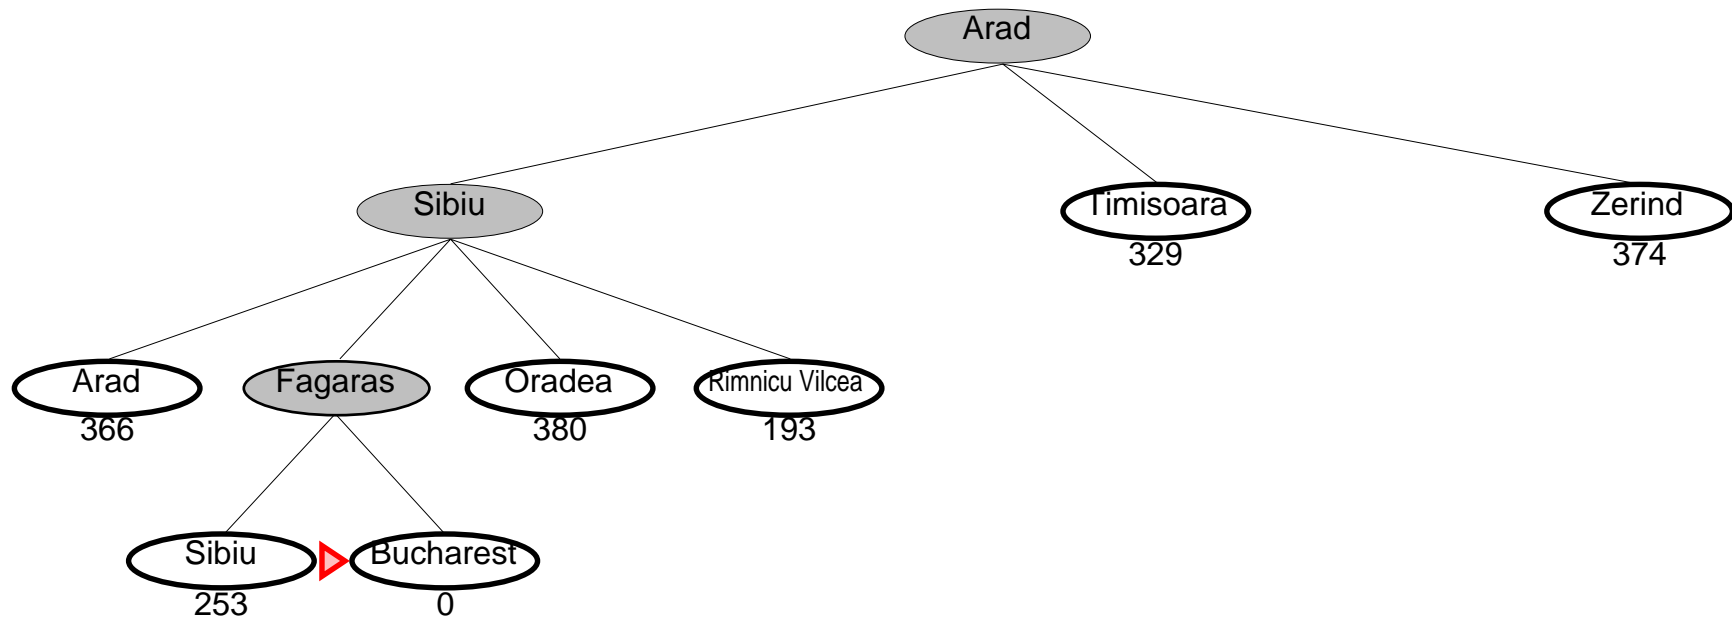 Arad
Sibiu
Timisoara
Zerind
329
374
Arad
Fagaras
Oradea
Rimnicu Vilcea
366
380
193
Sibiu
Bucharest
253
0